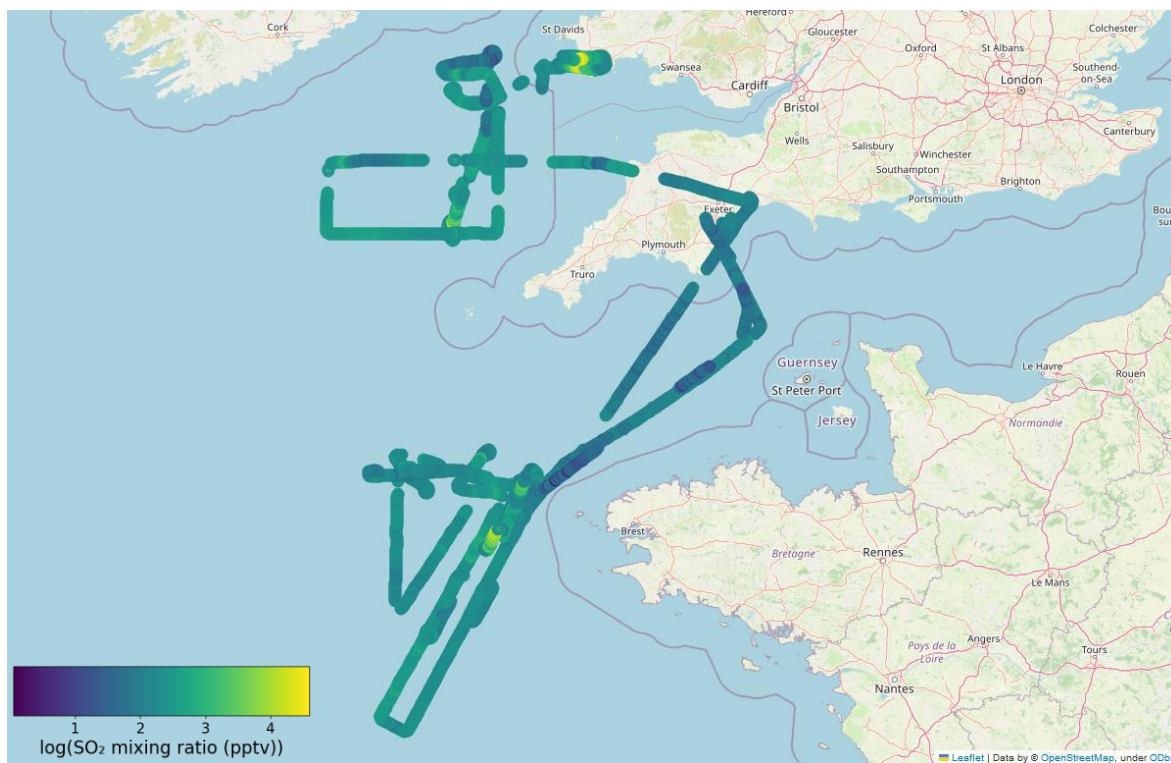 Cork
St Davids
Hereford
Gloucester
Colchester
Oxford
St Albans
Swansea
Southend-
on-Sea
Cardiff
London
Bristol
Wells
Canterbury
Salisbury
Winchester
Southampton
Brighton
Portsmouth
Exeter
Bou
sur
Plymouth
Truro
Guernsey
St Peter Port
Le Havre
Rouen
Jersey
Normandie
Brest
Bretagne
Rennes
Le Mans
Angers
Pays de la
Loire
Tours
Nantes
1 2 3 4
log(SO₂ mixing ratio (pptv))
Leaflet | Data by © OpenStreetMap, under ODb